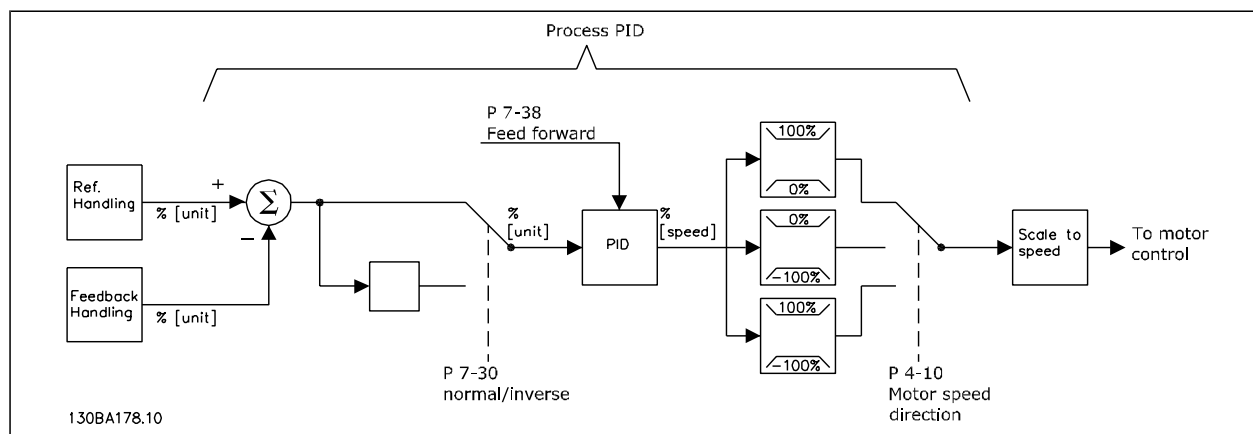 Process PID
P 7-38
Feed forward
100%
0%
Ref.
Handling
+
% [unit]
Σ
−
%
[unit]
PID
%
[speed]
0%
−100%
Scale to
speed
To motor
control
Feedback
Handling
% [unit]
100%
−100%
P 7-30
normal/inverse
P 4-10
Motor speed
direction
130BA178.10